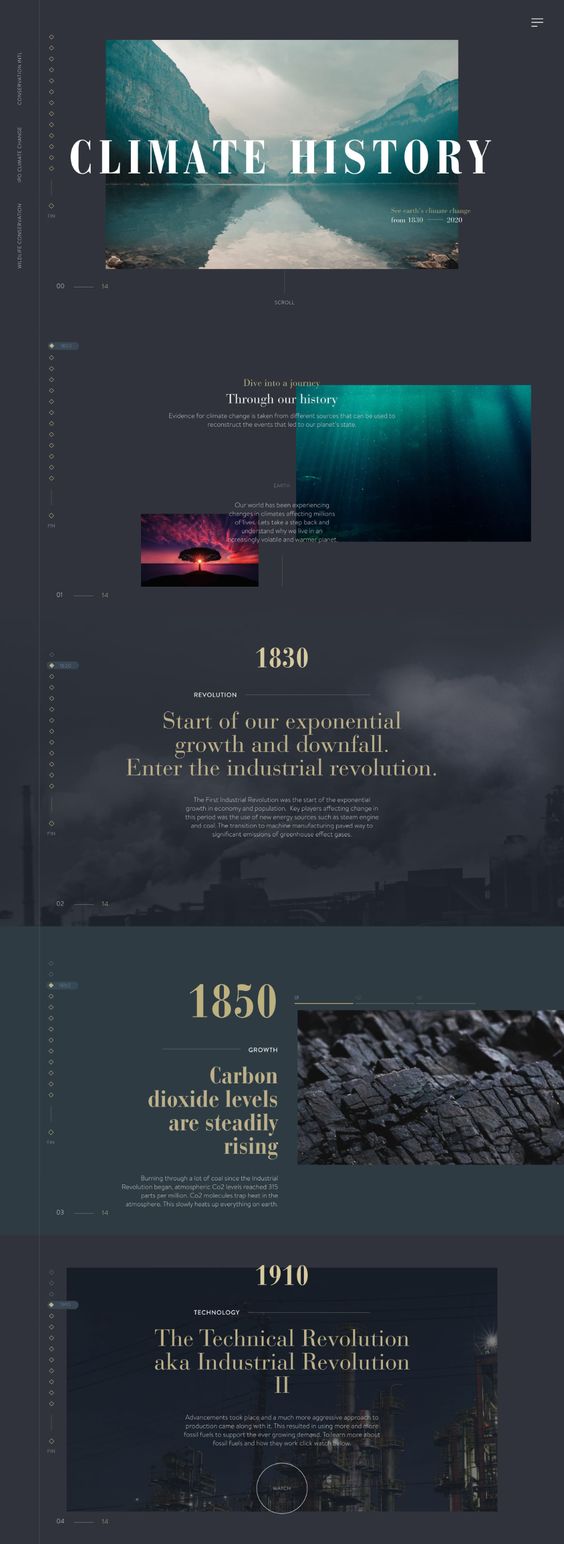 CONSERVATION INTL
IPO CLIMATE CHANGE
WILDLIFE CONSERVATION
CLIMATE HISTORY
See earth's climate change
from 1830 2020
FIN
00 14
SCROLL
Dive into a journey
Through our history
Evidence for climate change is taken from different sources that can be used to
reconstruct the events that led to our planet's state.
EARTH
Our world has been experiencing
changes in climates affecting millions
of lives. Lets take a step back and
understand why we live in an
increasingly volatile and warmer planet.
FIN
01 14
1830
REVOLUTION
Start of our exponential
growth and downfall.
Enter the industrial revolution.
The First Industrial Revolution was the start of the exponential
growth in economy and population. Key players affecting change in
this period was the use of new energy sources such as steam engine
and coal. The transition to machine manufacturing paved way to
significant emissions of greenhouse effect gases.
FIN
02 14
1850
GROWTH
Carbon
dioxide levels
are steadily
rising
Burning through a lot of coal since the Industrial
Revolution began, atmospheric Co2 levels reached 315
parts per million. Co2 molecules trap heat in the
atmosphere. This slowly heats up everything on earth.
FIN
03 14
1910
TECHNOLOGY
The Technical Revolution
aka Industrial Revolution
II
Advancements took place and a much more aggressive approach to
production came along with it. This resulted in using more and more
fossil fuels to support the ever growing demand. To learn more about
fossil fuels and how they work click watch below.
WATCH
FIN
04 14